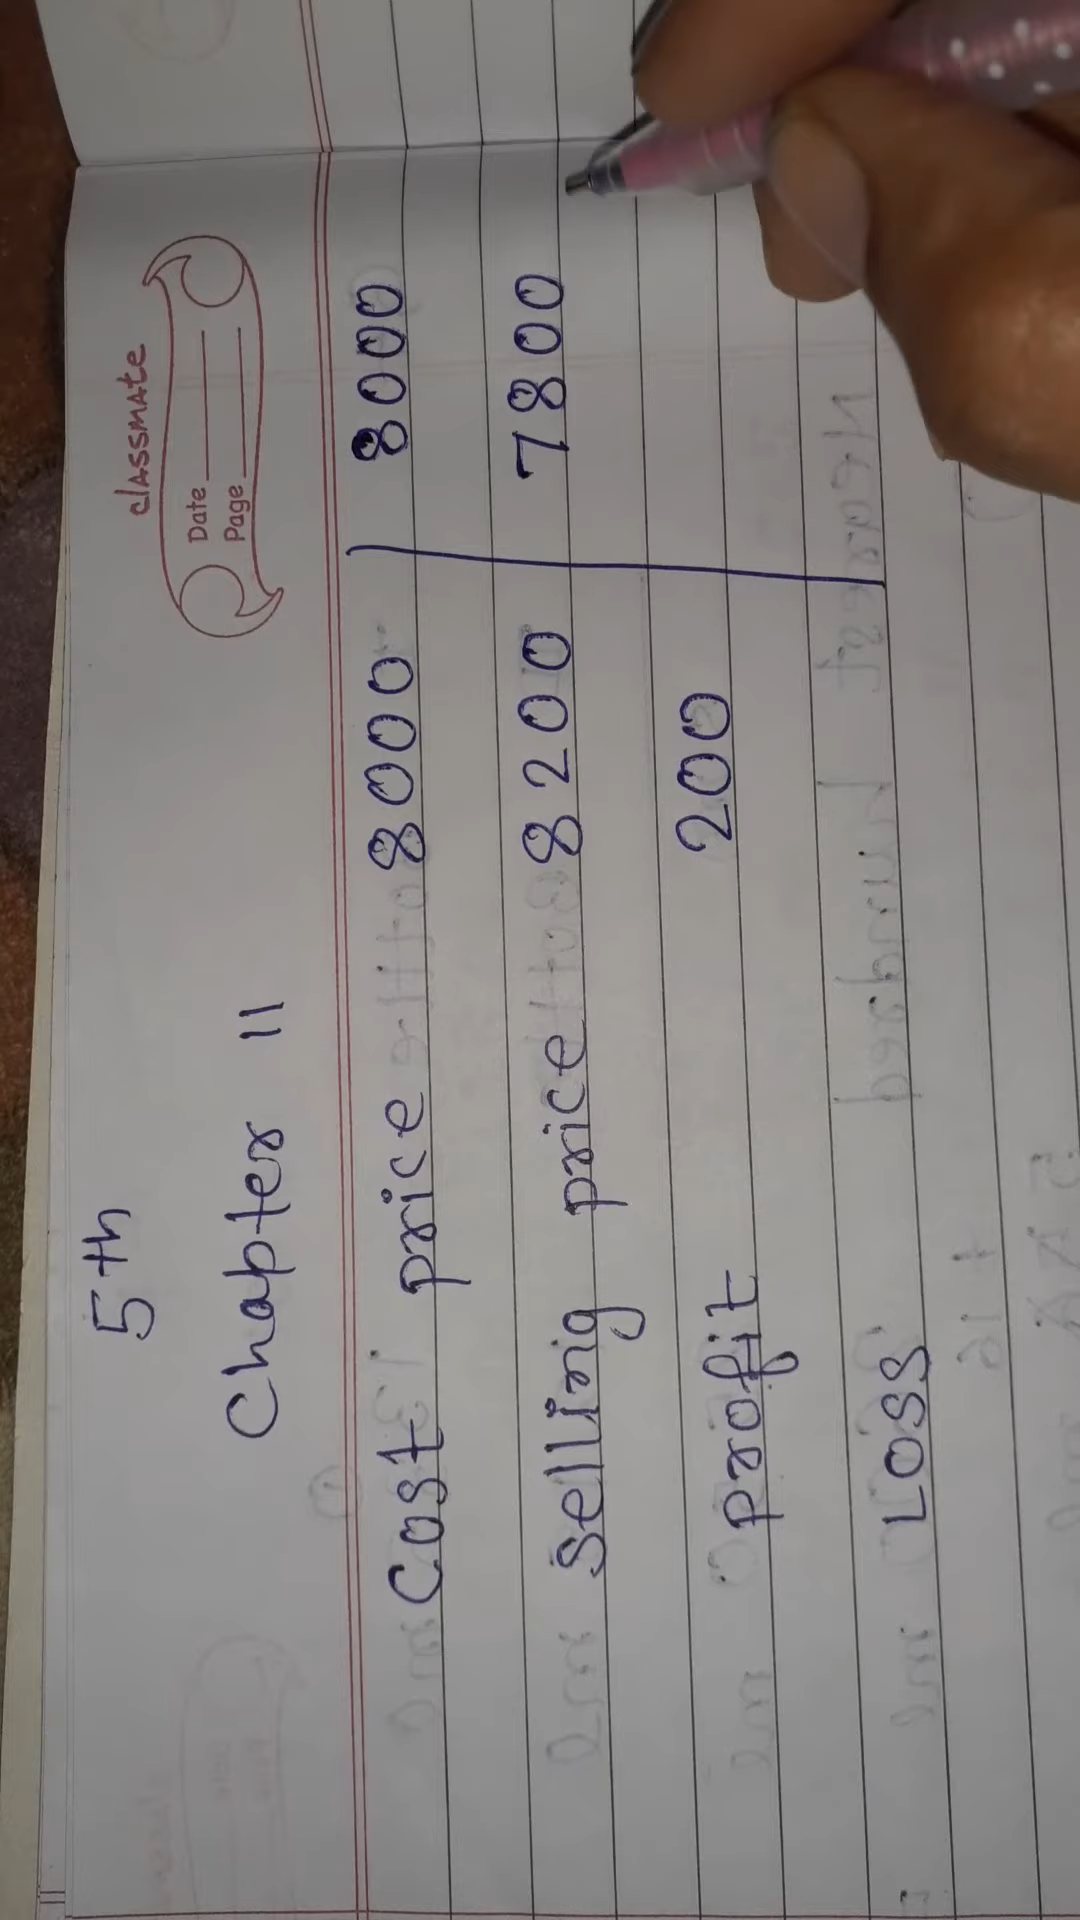 classmate
Date
Page
5th
Chapter 11
Cost price 8000 8000
Selling price 8200 7800
Profit 200
Loss